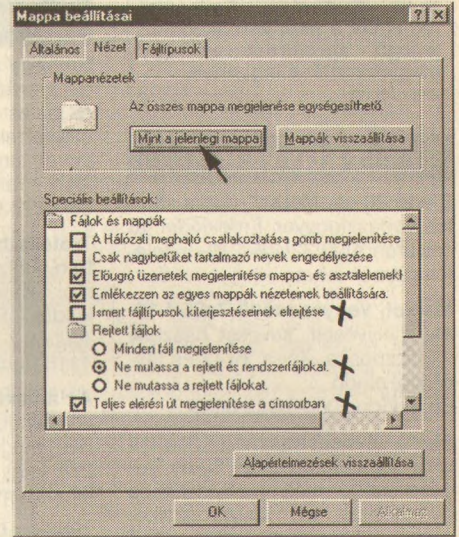 Mappa beállításai
Általános Nézet Fájltípusok
Mappanézetek
Az összes mappa megjelenése egységesíthető.
Mint a jelenlegi mappa Mappák visszaállítása
Speciális beállítások:
Fájlok és mappák
A Hálózati meghajtó csatlakoztatása gomb megjelenítése
Csak nagybetűket tartalmazó nevek engedélyezése
Előugró üzenetek megjelenítése mappa- és asztalelemekh
Emlékezzen az egyes mappák nézeteinek beállítására.
Ismert fájltípusok kiterjesztéseinek elrejtése
Rejtett fájlok
Minden fájl megjelenítése
Ne mutassa a rejtett és rendszerfájlokat.
Ne mutassa a rejtett fájlokat.
Teljes elérési út megjelenítése a címsorban
Alapértelmezések visszaállítása
OK Mégse Alkalmaz